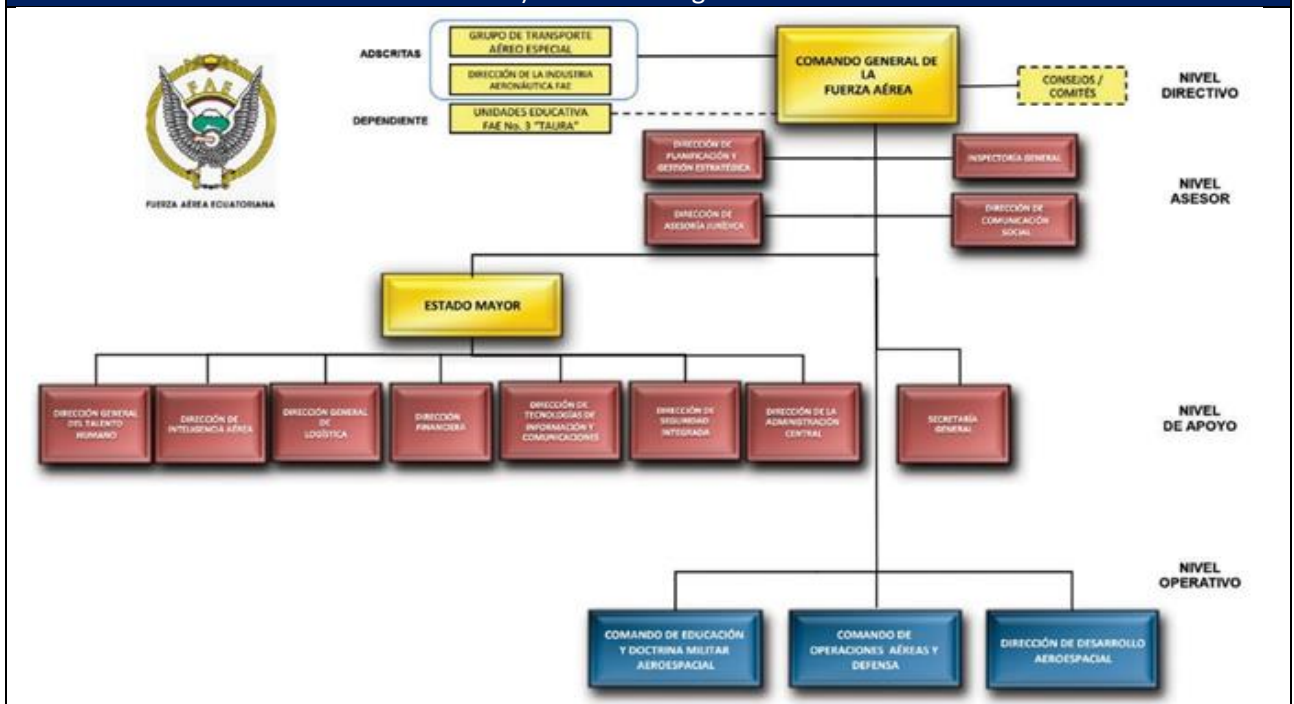 FAE
FUERZA AÉREA ECUATORIANA
ADSCRITAS
GRUPO DE TRANSPORTE
AÉREO ESPECIAL
DIRECCIÓN DE LA INDUSTRIA
AERONÁUTICA FAE
DEPENDIENTE
UNIDADES EDUCATIVA
FAE No. 3 "TAURA"
COMANDO GENERAL DE
LA
FUERZA AÉREA
CONSEJOS /
COMITÉS
NIVEL
DIRECTIVO
DIRECCIÓN DE
PLANIFICACIÓN Y
GESTIÓN ESTRATÉGICA
INSPECTORÍA GENERAL
DIRECCIÓN DE
ASESORÍA JURÍDICA
DIRECCIÓN DE
COMUNICACIÓN
SOCIAL
NIVEL
ASESOR
ESTADO MAYOR
DIRECCIÓN GENERAL
DEL TALENTO
HUMANO
DIRECCIÓN DE
INTELIGENCIA AÉREA
DIRECCIÓN GENERAL
DE
LOGÍSTICA
DIRECCIÓN
FINANCIERA
DIRECCIÓN DE
TECNOLOGÍAS DE
INFORMACIÓN Y
COMUNICACIONES
DIRECCIÓN DE
SEGURIDAD
INTEGRADA
DIRECCIÓN DE LA
ADMINISTRACIÓN
CENTRAL
SECRETARÍA
GENERAL
NIVEL
DE APOYO
NIVEL
OPERATIVO
COMANDO DE EDUCACIÓN
Y DOCTRINA MILITAR
AEROESPACIAL
COMANDO DE
OPERACIONES AÉREAS Y
DEFENSA
DIRECCIÓN DE DESARROLLO
AEROESPACIAL